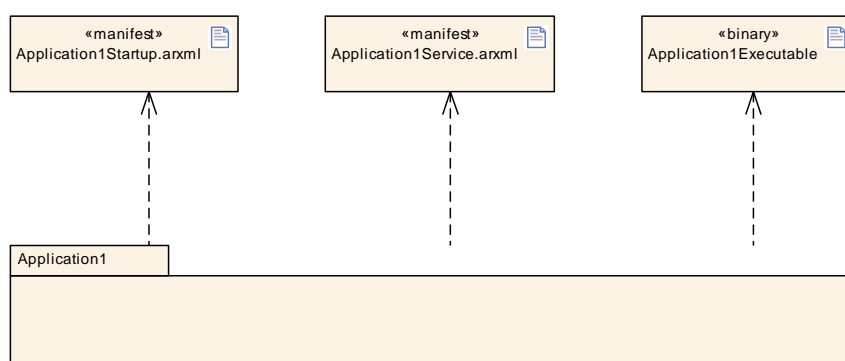 «manifest»
Application1Startup.arxml
«manifest»
Application1Service.arxml
«binary»
Application1Executable
Application1